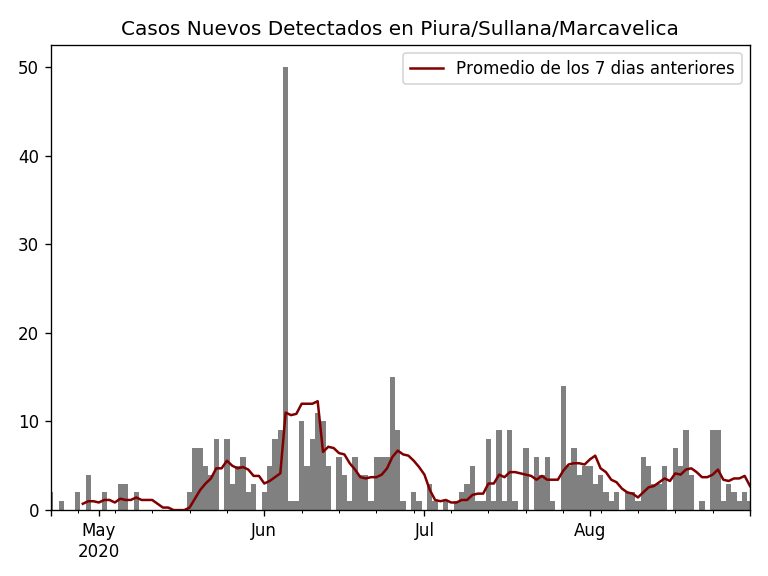 Casos Nuevos Detectados en Piura/Sullana/Marcavelica
Promedio de los 7 dias anteriores
50
40
30
20
10
0
May
2020
Jun
Jul
Aug